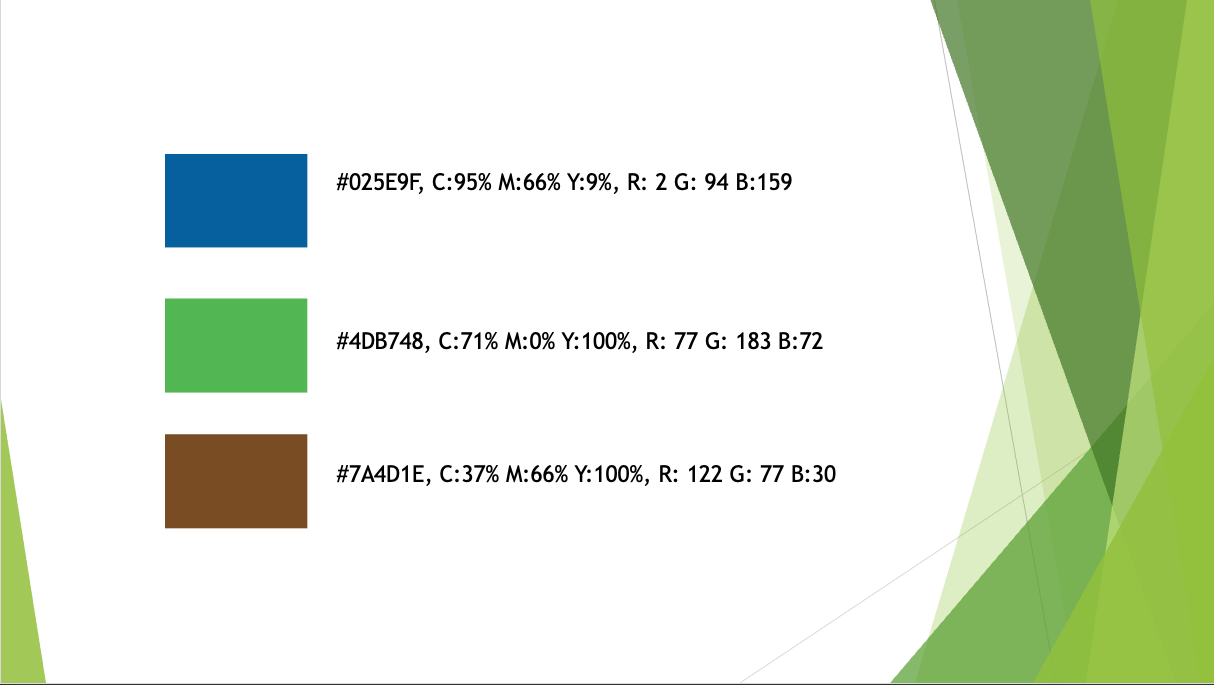 #025E9F, C:95% M:66% Y:9%, R: 2 G: 94 B:159
#4DB748, C:71% M:0% Y:100%, R: 77 G: 183 B:72
#7A4D1E, C:37% M:66% Y:100%, R: 122 G: 77 B:30